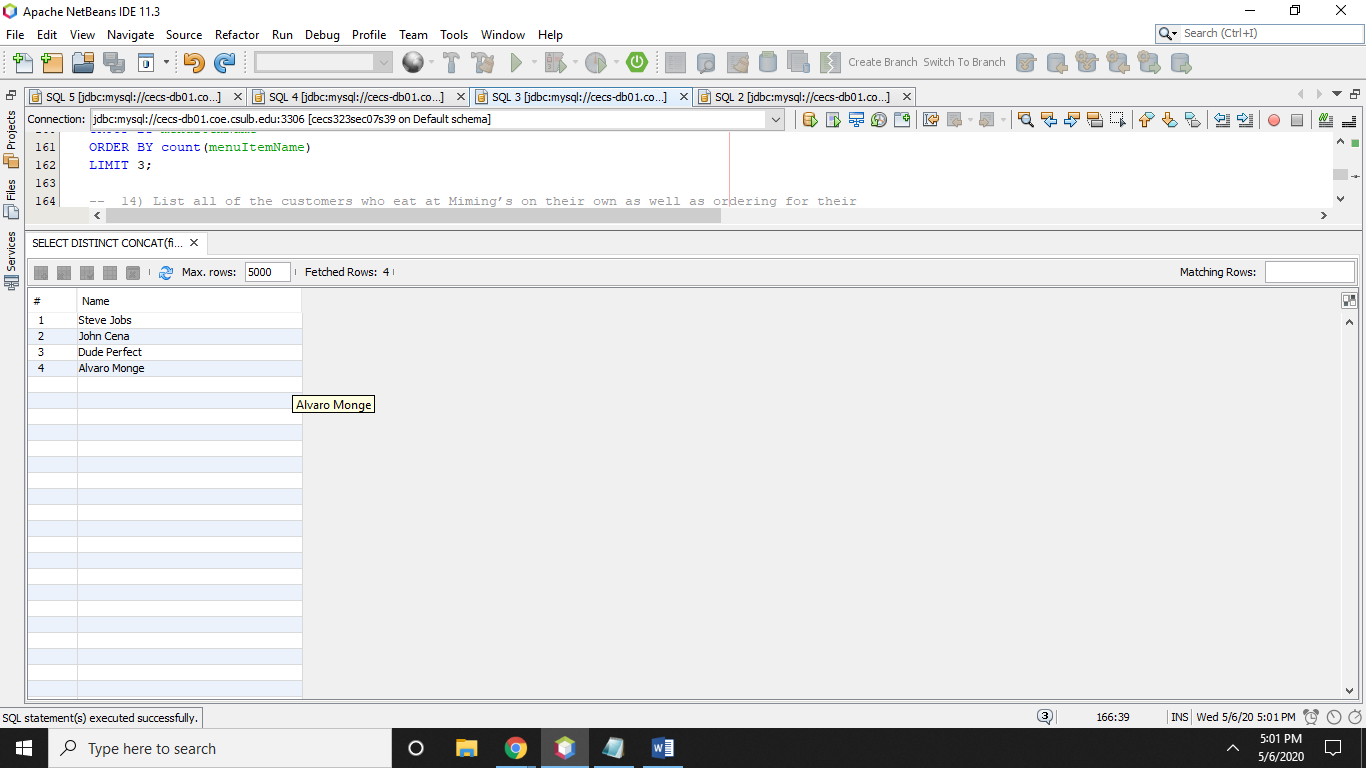 Apache NetBeans IDE 11.3
File Edit View Navigate Source Refactor Run Debug Profile Team Tools Window Help
Search (Ctrl+I)
Create Branch Switch To Branch
SQL 5 [jdbc:mysql://cecs-db01.co...]
SQL 4 [jdbc:mysql://cecs-db01.co...]
SQL 3 [jdbc:mysql://cecs-db01.co...]
SQL 2 [jdbc:mysql://cecs-db01.co...]
Projects
Files
Services
Connection: jdbc:mysql://cecs-db01.coe.csulb.edu:3306 [cecs323sec07s39 on Default schema]
161 ORDER BY count(menuItemName)
162 LIMIT 3;
163
164 -- 14) List all of the customers who eat at Miming’s on their own as well as ordering for their
SELECT DISTINCT CONCAT(fi...
Max. rows: 5000 Fetched Rows: 4
Matching Rows:
# Name
1 Steve Jobs
2 John Cena
3 Dude Perfect
4 Alvaro Monge
Alvaro Monge
SQL statement(s) executed successfully.
3
166:39
INS
Wed 5/6/20 5:01 PM
Type here to search
5:01 PM
5/6/2020